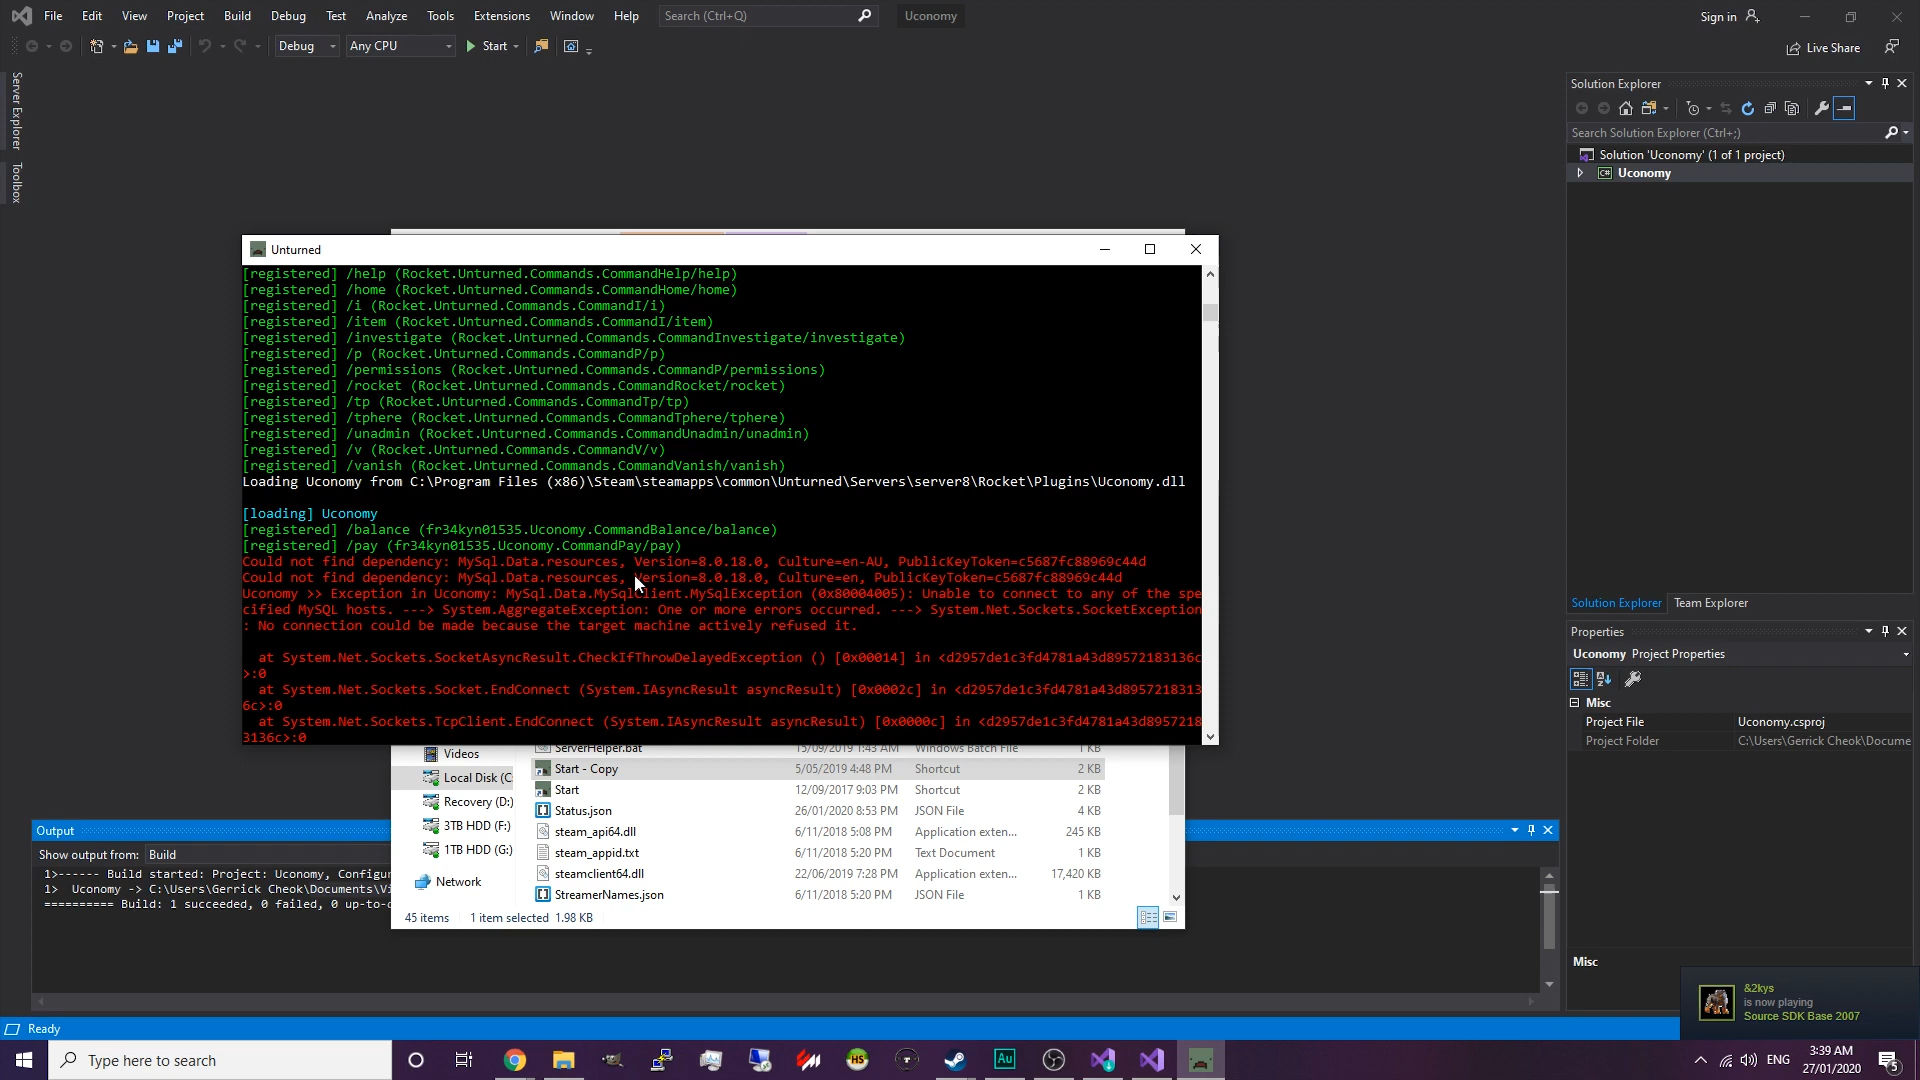 File Edit View Project Build Debug Test Analyze Tools Extensions Window Help Search (Ctrl+Q) Uconomy Sign in
Debug Any CPU Start Live Share
Server Explorer
Toolbox
Solution Explorer
Search Solution Explorer (Ctrl+;)
Solution 'Uconomy' (1 of 1 project)
C# Uconomy
Unturned
[registered] /help (Rocket.Unturned.Commands.CommandHelp/help)
[registered] /home (Rocket.Unturned.Commands.CommandHome/home)
[registered] /i (Rocket.Unturned.Commands.CommandI/i)
[registered] /item (Rocket.Unturned.Commands.CommandI/item)
[registered] /investigate (Rocket.Unturned.Commands.CommandInvestigate/investigate)
[registered] /p (Rocket.Unturned.Commands.CommandP/p)
[registered] /permissions (Rocket.Unturned.Commands.CommandP/permissions)
[registered] /rocket (Rocket.Unturned.Commands.CommandRocket/rocket)
[registered] /tp (Rocket.Unturned.Commands.CommandTp/tp)
[registered] /tphere (Rocket.Unturned.Commands.CommandTphere/tphere)
[registered] /unadmin (Rocket.Unturned.Commands.CommandUnadmin/unadmin)
[registered] /v (Rocket.Unturned.Commands.CommandV/v)
[registered] /vanish (Rocket.Unturned.Commands.CommandVanish/vanish)
Loading Uconomy from C:\Program Files (x86)\Steam\steamapps\common\Unturned\Servers\server8\Rocket\Plugins\Uconomy.dll
[loading] Uconomy
[registered] /balance (fr34kyn01535.Uconomy.CommandBalance/balance)
[registered] /pay (fr34kyn01535.Uconomy.CommandPay/pay)
Could not find dependency: MySql.Data.resources, Version=8.0.18.0, Culture=en-AU, PublicKeyToken=c5687fc88969c44d
Could not find dependency: MySql.Data.resources, Version=8.0.18.0, Culture=en, PublicKeyToken=c5687fc88969c44d
Uconomy >> Exception in Uconomy: MySql.Data.MySqlClient.MySqlException (0x80004005): Unable to connect to any of the spe
cified MySQL hosts. ---> System.AggregateException: One or more errors occurred. ---> System.Net.Sockets.SocketException
: No connection could be made because the target machine actively refused it.
at System.Net.Sockets.SocketAsyncResult.CheckIfThrowDelayedException () [0x00014] in <d2957de1c3fd4781a43d89572183136c
>:0
at System.Net.Sockets.Socket.EndConnect (System.IAsyncResult asyncResult) [0x0002c] in <d2957de1c3fd4781a43d8957218313
6c>:0
at System.Net.Sockets.TcpClient.EndConnect (System.IAsyncResult asyncResult) [0x0000c] in <d2957de1c3fd4781a43d8957218
3136c>:0
Solution Explorer Team Explorer
Properties
Uconomy Project Properties
Misc
Project File Uconomy.csproj
Project Folder C:\Users\Gerrick Cheok\Docume
Misc
Videos
Local Disk (C:
Recovery (D:)
3TB HDD (F:)
1TB HDD (G:)
Network
ServerHelper.bat 15/09/2019 1:43 AM Windows Batch File 1 KB
Start - Copy 5/05/2019 4:48 PM Shortcut 2 KB
Start 12/09/2017 9:03 PM Shortcut 2 KB
Status.json 26/01/2020 8:53 PM JSON File 4 KB
steam_api64.dll 6/11/2018 5:08 PM Application exten... 245 KB
steam_appid.txt 6/11/2018 5:20 PM Text Document 1 KB
steamclient64.dll 22/06/2019 7:28 PM Application exten... 17,420 KB
StreamerNames.json 6/11/2018 5:20 PM JSON File 1 KB
45 items 1 item selected 1.98 KB
Output
Show output from: Build
1>------ Build started: Project: Uconomy, Configur
1> Uconomy -> C:\Users\Gerrick Cheok\Documents\Vi
========== Build: 1 succeeded, 0 failed, 0 up-to-d
&2kys
is now playing
Source SDK Base 2007
Ready
Type here to search
HS
T
Au
ENG
3:39 AM
27/01/2020
5